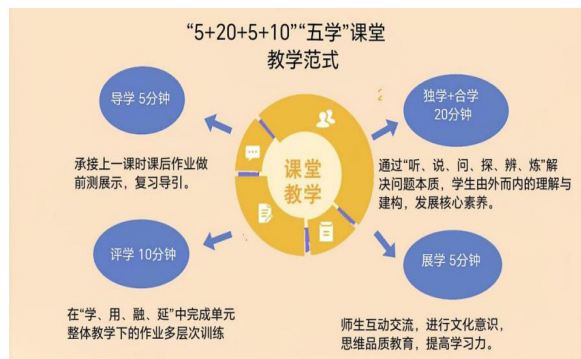 “5+20+5+10”“五学”课堂
教学范式
导学 5分钟
承接上一课时课后作业做
前测展示，复习导引。
独学+合学
20分钟
通过“听、说、问、探、辨、炼”解
决问题本质，学生由外而内的理解与
建构，发展核心素养。
课堂
教学
评学 10分钟
在“学、用、融、延”中完成单元
整体教学下的作业多层次训练
展学 5分钟
师生互动交流，进行文化意识，
思维品质教育，提高学习力。